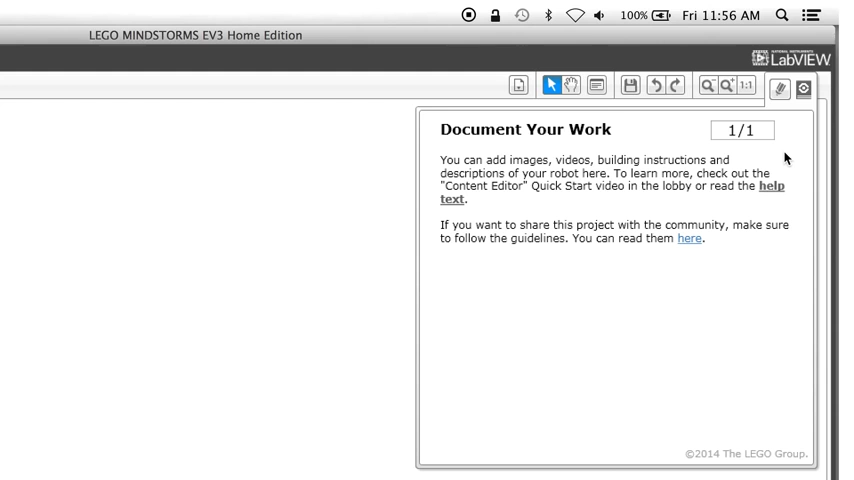 100% Fri 11:56 AM
LEGO MINDSTORMS EV3 Home Edition
NATIONAL INSTRUMENTS
LabVIEW
1:1
Document Your Work 1/1
You can add images, videos, building instructions and
descriptions of your robot here. To learn more, check out the
"Content Editor" Quick Start video in the lobby or read the help
text.
If you want to share this project with the community, make sure
to follow the guidelines. You can read them here.
©2014 The LEGO Group.